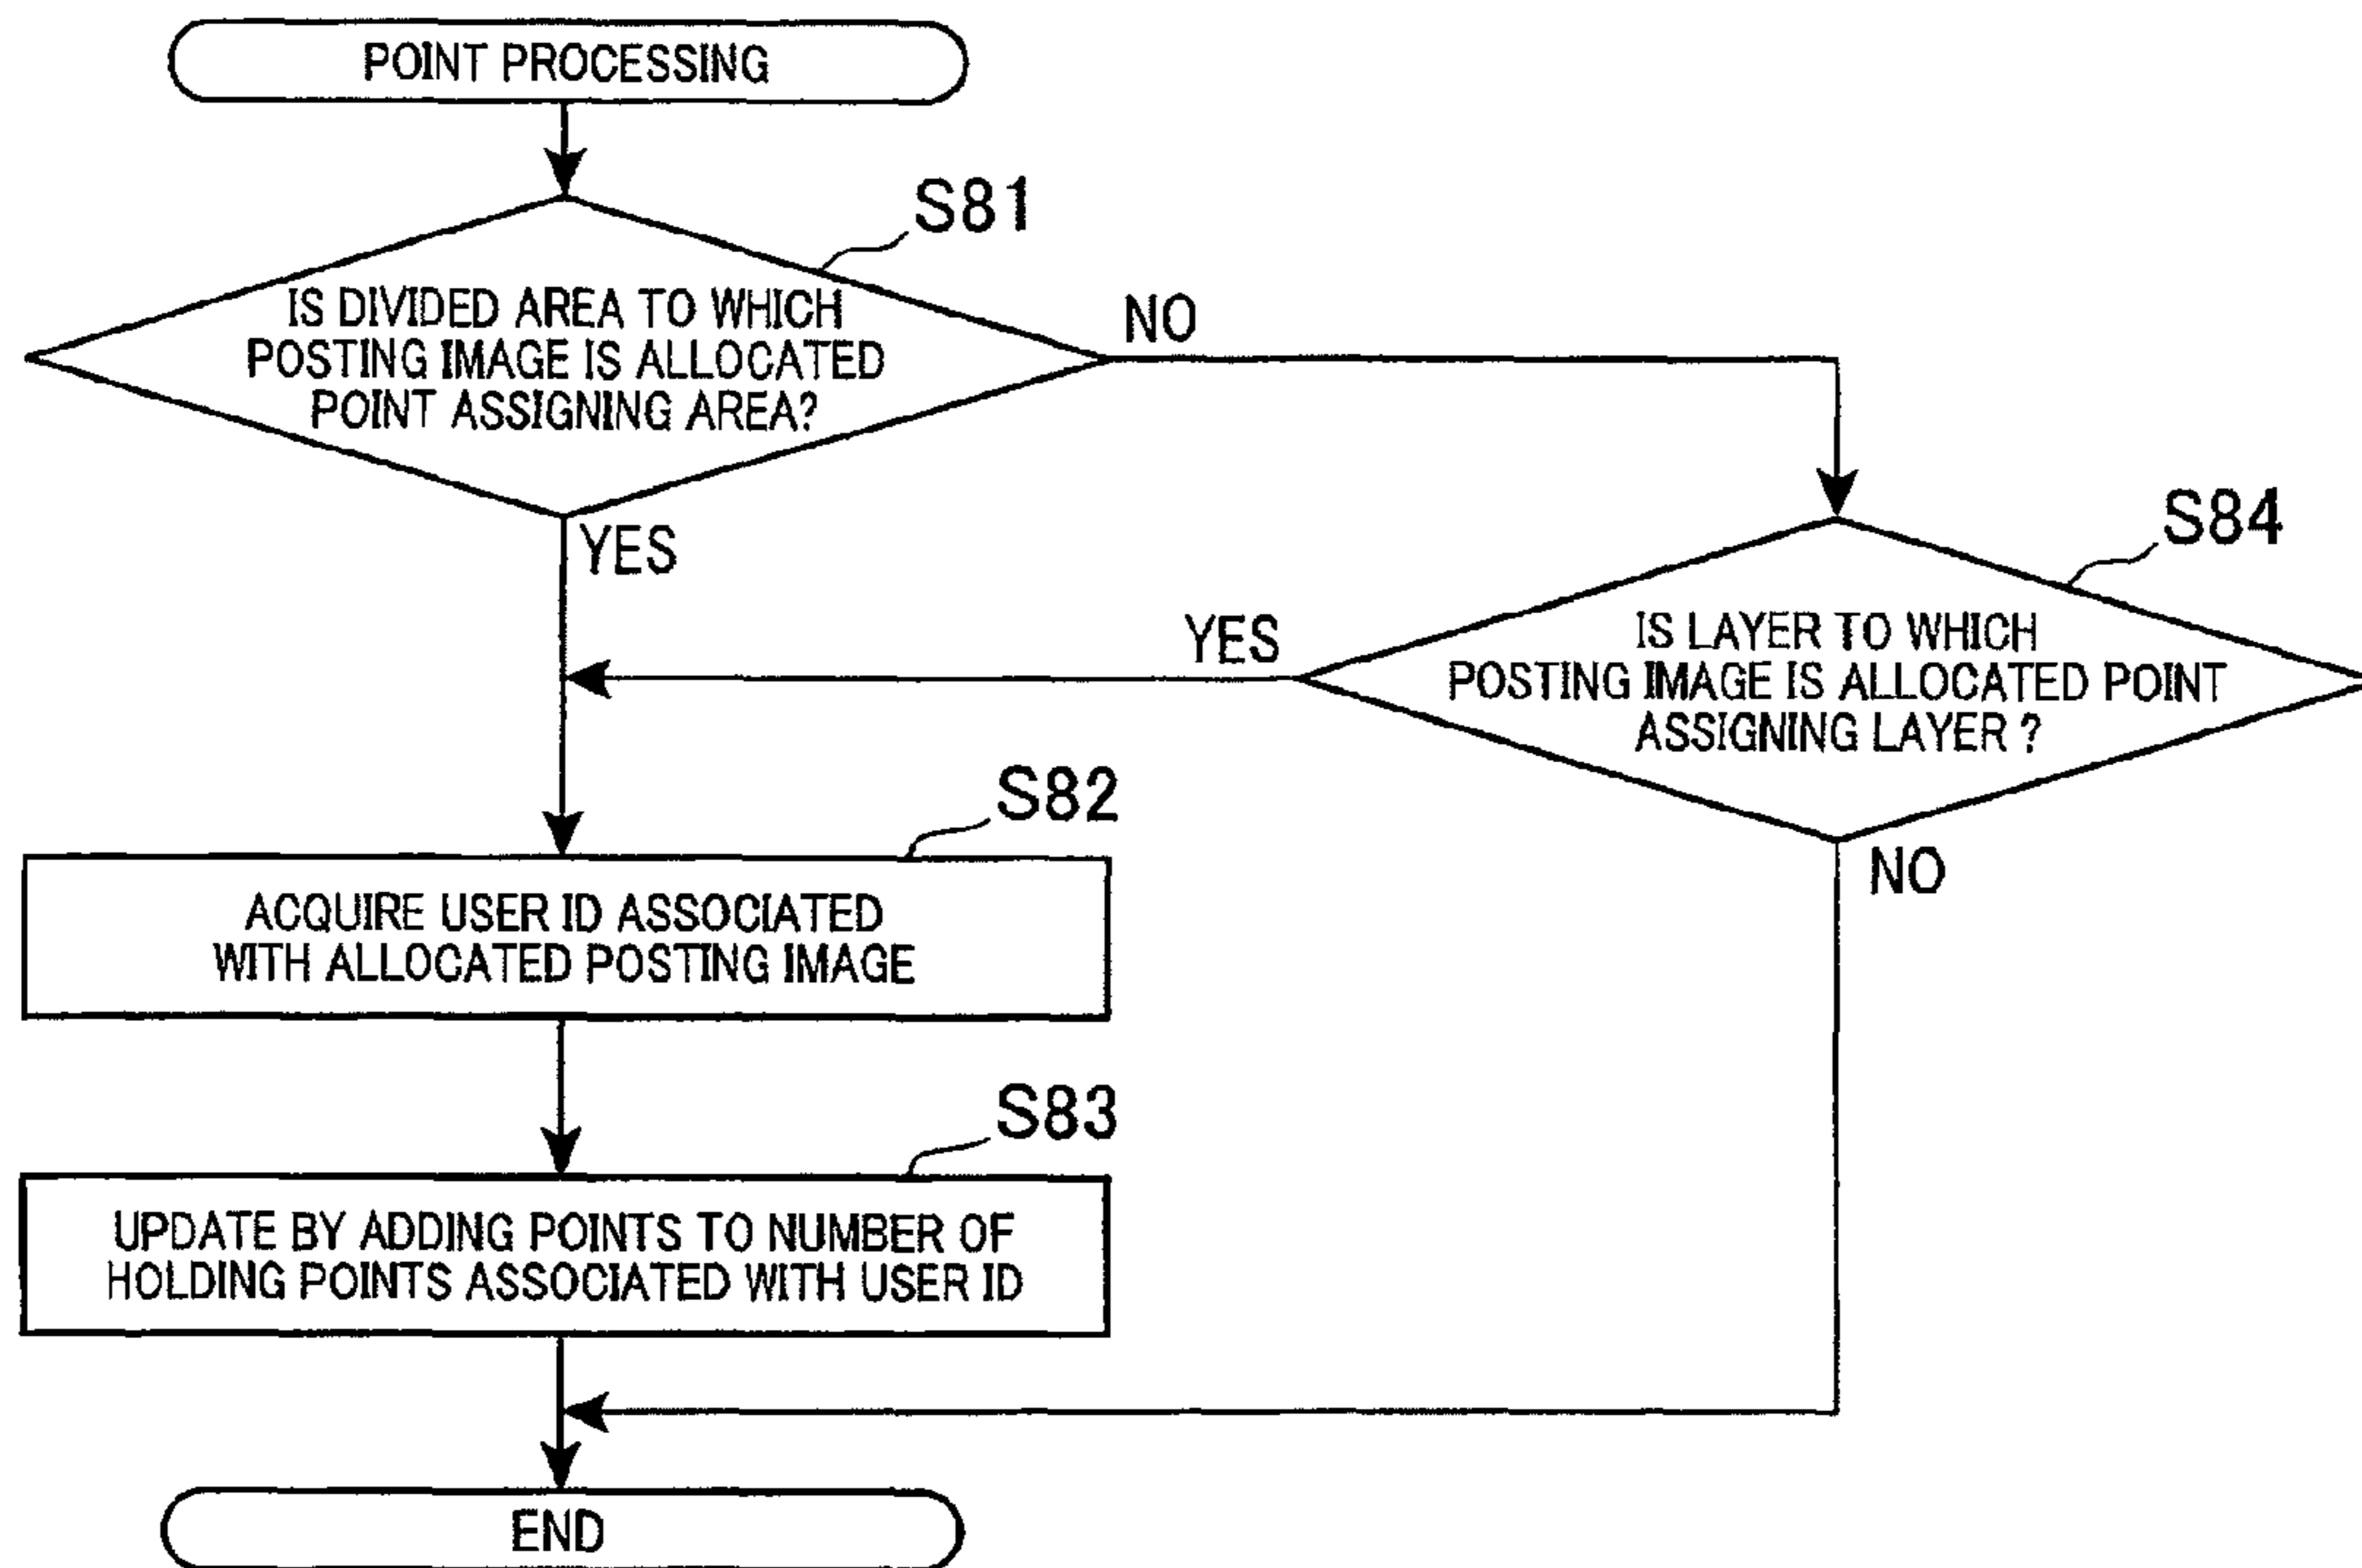 POINT PROCESSING
S81
IS DIVIDED AREA TO WHICH
POSTING IMAGE IS ALLOCATED
POINT ASSIGNING AREA?
NO
YES
S84
IS LAYER TO WHICH
POSTING IMAGE IS ALLOCATED POINT
ASSIGNING LAYER ?
YES
NO
S82
ACQUIRE USER ID ASSOCIATED
WITH ALLOCATED POSTING IMAGE
S83
UPDATE BY ADDING POINTS TO NUMBER OF
HOLDING POINTS ASSOCIATED WITH USER ID
END